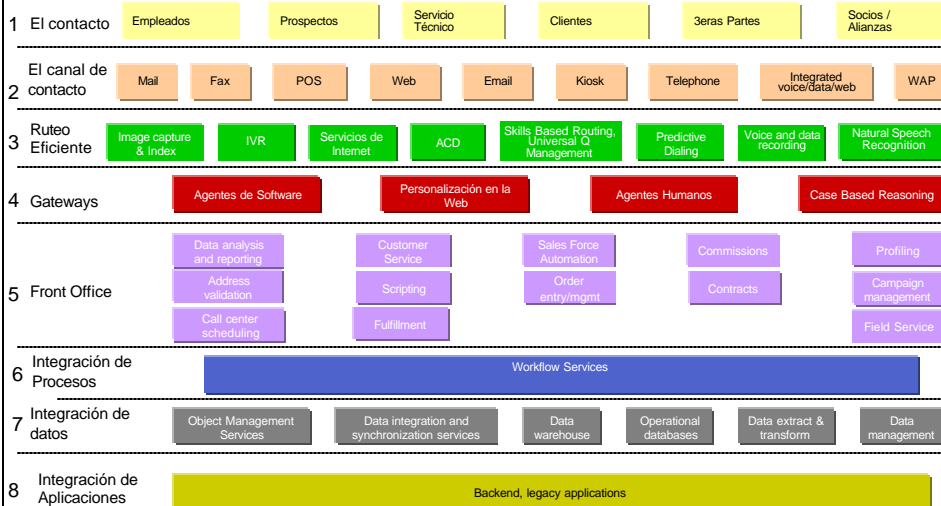 1 El contacto
Empleados
Prospectos
Servicio
Técnico
Clientes
3eras Partes
Socios /
Alianzas
El canal de
2 contacto
Mail
Fax
POS
Web
Email
Kiosk
Telephone
Integrated
voice/data/web
WAP
3 Ruteo
Eficiente
Image capture
& Index
IVR
Servicios de
Internet
ACD
Skills Based Routing,
Universal Q
Management
Predictive
Dialing
Voice and data
recording
Natural Speech
Recognition
4 Gateways
Agentes de Software
Personalización en la
Web
Agentes Humanos
Case Based Reasoning
5 Front Office
Data analysis
and reporting
Customer
Service
Sales Force
Automation
Commissions
Profiling
Address
validation
Scripting
Order
entry/mgmt
Contracts
Campaign
management
Call center
scheduling
Fulfillment
Field Service
6 Integración de
Procesos
Workflow Services
7 Integración de
datos
Object Management
Services
Data integration and
synchronization services
Data
warehouse
Operational
databases
Data extract &
transform
Data
management
8 Integración de
Aplicaciones
Backend, legacy applications